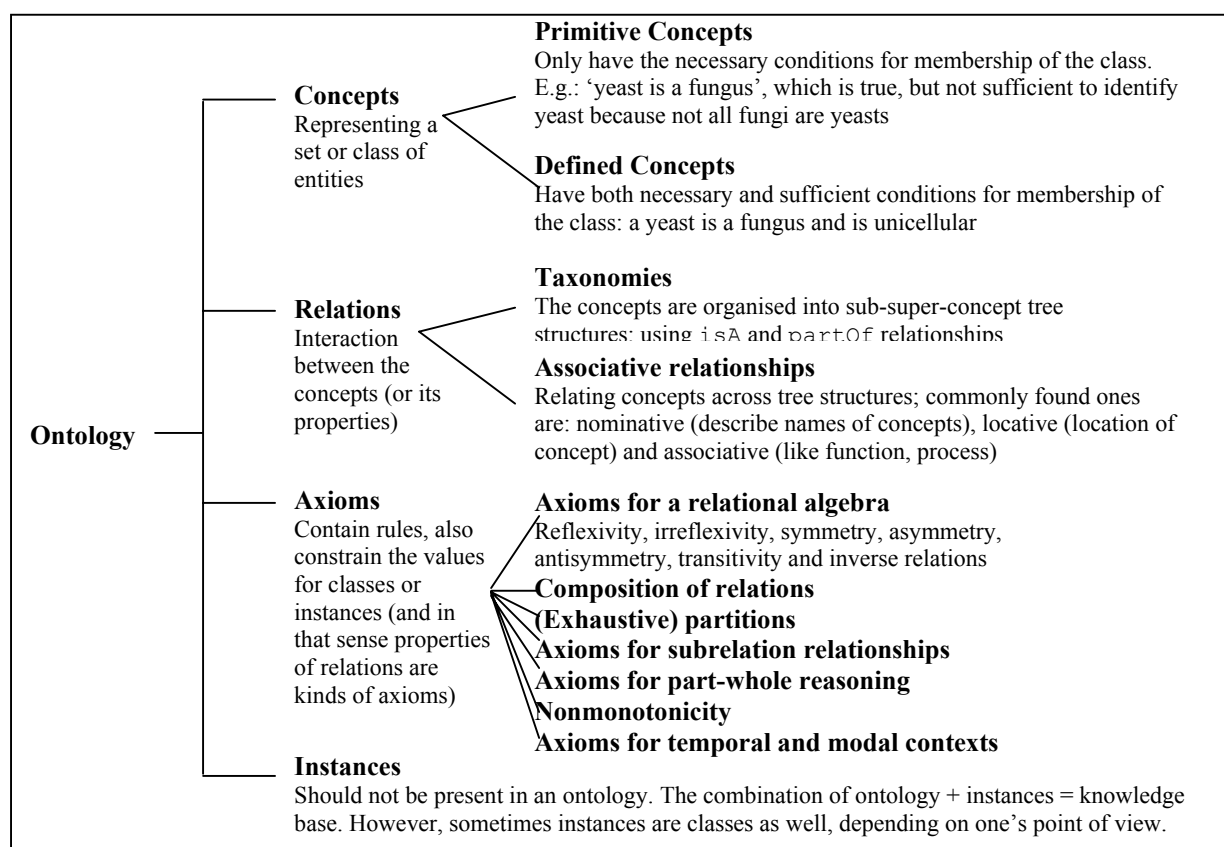 Primitive Concepts
Only have the necessary conditions for membership of the class.
E.g.: ‘yeast is a fungus’, which is true, but not sufficient to identify
yeast because not all fungi are yeasts
Concepts
Representing a
set or class of
entities
Defined Concepts
Have both necessary and sufficient conditions for membership of
the class: a yeast is a fungus and is unicellular
Taxonomies
The concepts are organised into sub-super-concept tree
structures: using isA and partOf relationships
Relations
Interaction
between the
concepts (or its
properties)
Associative relationships
Relating concepts across tree structures; commonly found ones
are: nominative (describe names of concepts), locative (location of
concept) and associative (like function, process)
Ontology
Axioms
Contain rules, also
constrain the values
for classes or
instances (and in
that sense properties
of relations are
kinds of axioms)
Axioms for a relational algebra
Reflexivity, irreflexivity, symmetry, asymmetry,
antisymmetry, transitivity and inverse relations
Composition of relations
(Exhaustive) partitions
Axioms for subrelation relationships
Axioms for part-whole reasoning
Nonmonotonicity
Axioms for temporal and modal contexts
Instances
Should not be present in an ontology. The combination of ontology + instances = knowledge
base. However, sometimes instances are classes as well, depending on one’s point of view.